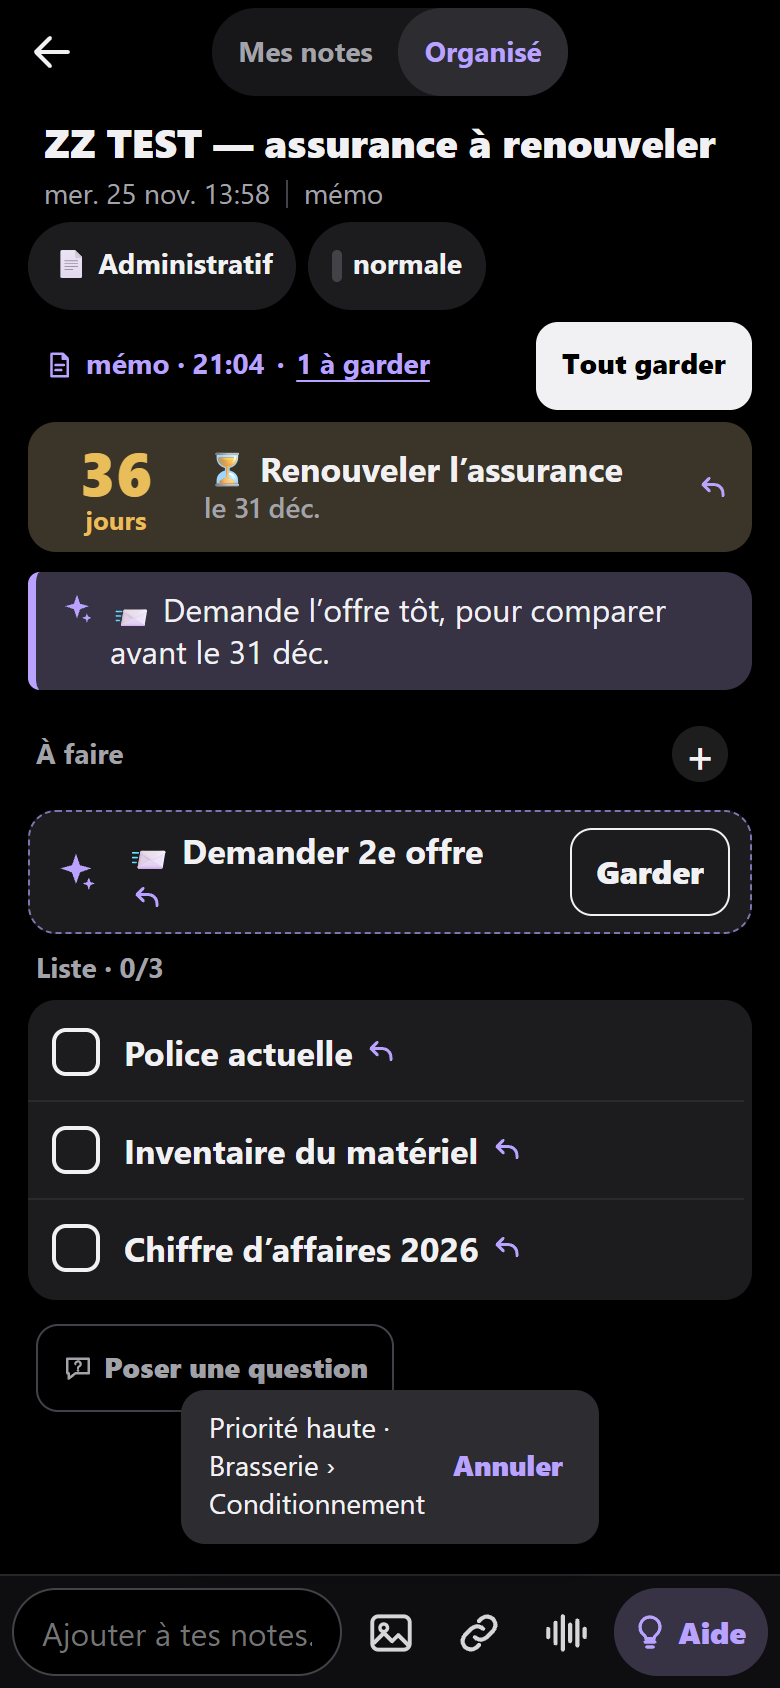 Mes notes
Organisé
ZZ TEST — assurance à renouveler
mer. 25 nov. 13:58 | mémo
Administratif
normale
mémo · 21:04 · 1 à garder
Tout garder
36
jours
Renouveler l’assurance
le 31 déc.
Demande l’offre tôt, pour comparer
avant le 31 déc.
À faire
+
Demander 2e offre
Garder
Liste · 0/3
Police actuelle
Inventaire du matériel
Chiffre d’affaires 2026
Poser une question
Priorité haute ·
Brasserie ›
Conditionnement
Annuler
Ajouter à tes notes.
Aide